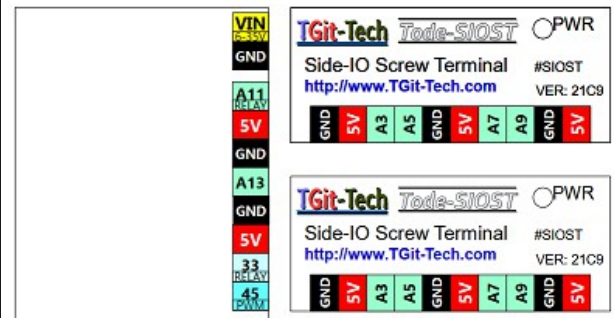 VIN
6-35V
GND
A11
RELAY
5V
GND
A13
GND
5V
33
RELAY
45
PWM
TGit-Tech Tode-SIOST PWR
Side-IO Screw Terminal #SIOST
http://www.TGit-Tech.com VER: 21C9
GND 5V A3 A5 GND 5V A7 A9 GND 5V
TGit-Tech Tode-SIOST PWR
Side-IO Screw Terminal #SIOST
http://www.TGit-Tech.com VER: 21C9
GND 5V A3 A5 GND 5V A7 A9 GND 5V